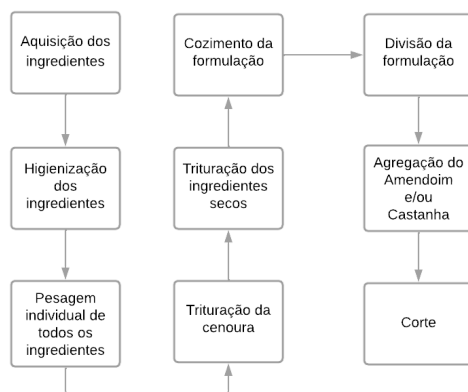 Aquisição dos
ingredientes
Higienização
dos
ingredientes
Pesagem
individual de
todos os
ingredientes
Trituração da
cenoura
Trituração dos
ingredientes
secos
Cozimento da
formulação
Divisão da
formulação
Agregação do
Amendoim
e/ou
Castanha
Corte